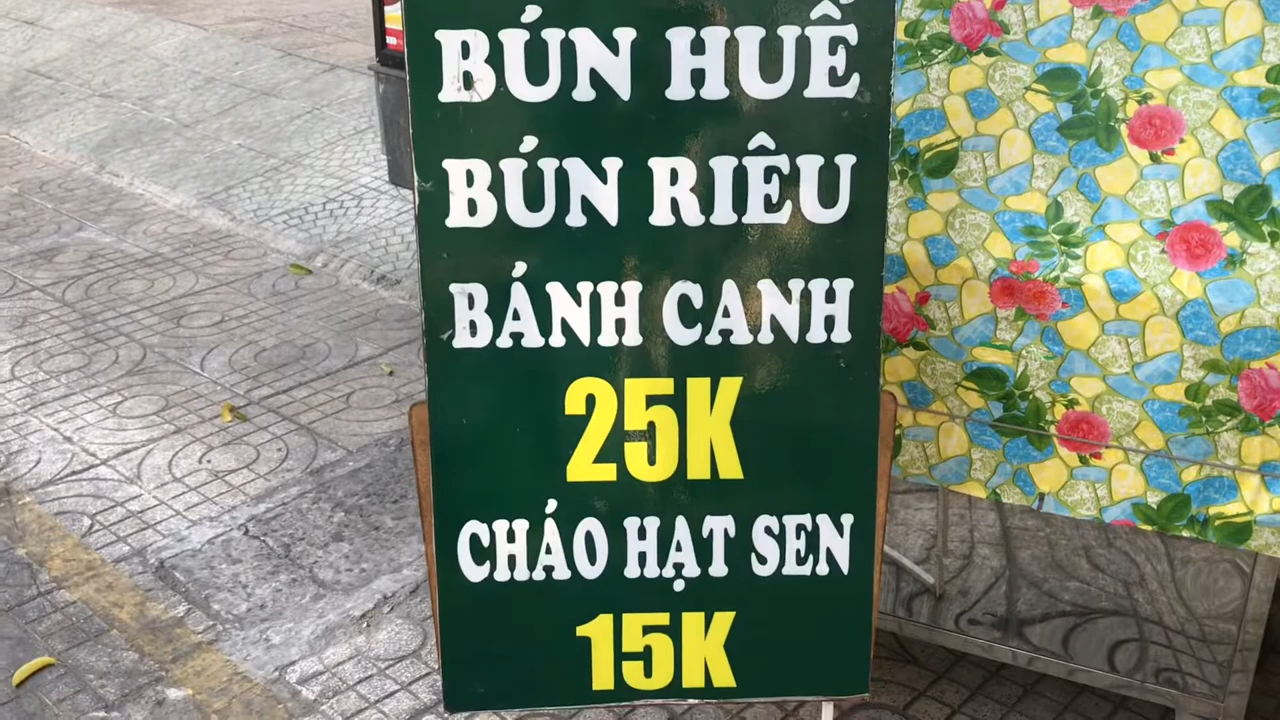 BÚN HUẾ
BÚN RIÊU
BÁNH CANH
25K
CHÁO HẠT SEN
15K